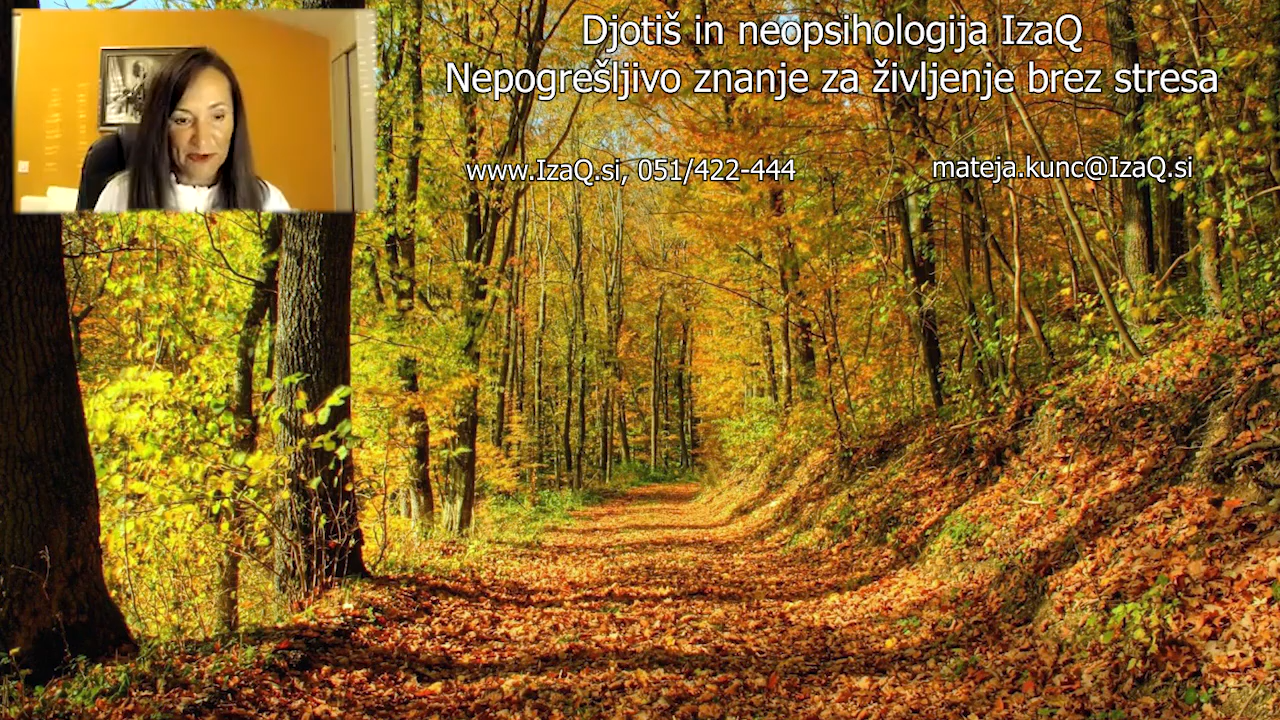 Djotiš in neopsihologija IzaQ
Nepogrešljivo znanje za življenje brez stresa
www.IzaQ.si, 051/422-444
mateja.kunc@IzaQ.si